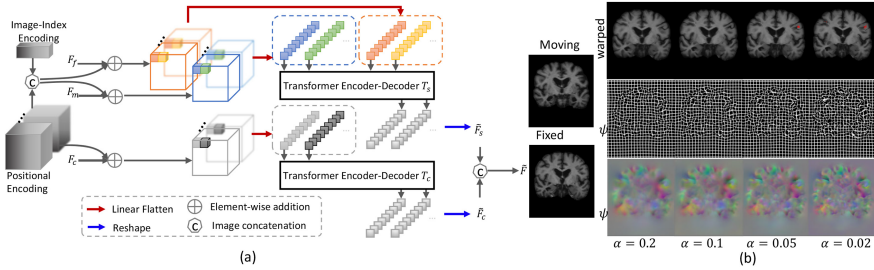 Image-Index
Encoding
F_f
F_m
C
F_c
Positional
Encoding
Transformer Encoder-Decoder T_s
F̃_s
Transformer Encoder-Decoder T_c
F̃_c
C
F̃
Linear Flatten
Element-wise addition
Reshape
C
Image concatenation
(a)
Moving
Fixed
warped
ψ
ψ
α = 0.2
α = 0.1
α = 0.05
α = 0.02
(b)